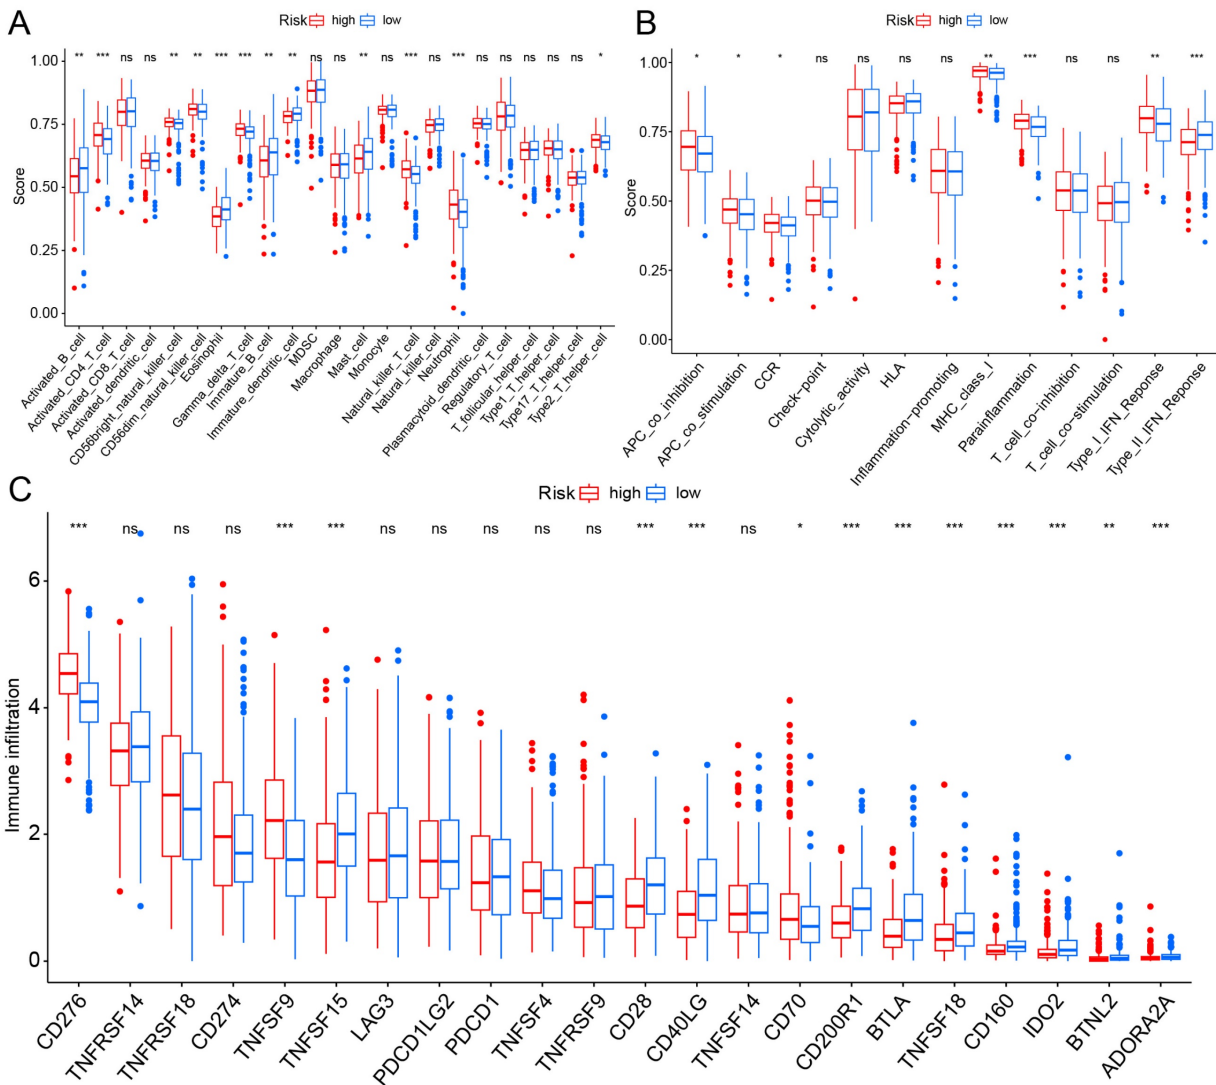 A
Risk high low
** *** ns ns ** ** *** *** ** ** ns ns ** ns *** ns *** ns ns ns ns ns *
Score
1.00
0.75
0.50
0.25
0.00
Activated_B_cell
Activated_CD4_T_cell
Activated_CD8_T_cell
Activated_dendritic_cell
CD56bright_natural_killer_cell
CD56dim_natural_killer_cell
Eosinophil
Gamma_delta_T_cell
Immature_B_cell
Immature_dendritic_cell
MDSC
Macrophage
Mast_cell
Monocyte
Natural_killer_T_cell
Natural_killer_cell
Neutrophil
Plasmacytoid_dendritic_cell
Regulatory_T_cell
T_follicular_helper_cell
Type1_T_helper_cell
Type17_T_helper_cell
Type2_T_helper_cell
B
Risk high low
* * * ns ns ns ns ** *** ns ns ** ***
Score
1.00
0.75
0.50
0.25
0.00
APC_co_inhibition
APC_co_stimulation
CCR
Check-point
Cytolytic_activity
HLA
Inflammation-promoting
MHC_class_I
Parainflammation
T_cell_co-inhibition
T_cell_co-stimulation
Type_I_IFN_Reponse
Type_II_IFN_Reponse
C
Risk high low
*** ns ns ns *** *** ns ns ns ns ns *** *** ns * *** *** *** *** *** ** ***
Immune infiltration
6
4
2
0
CD276
TNFRSF14
TNFRSF18
CD274
TNFSF9
TNFSF15
LAG3
PDCD1LG2
PDCD1
TNFSF4
TNFRSF9
CD28
CD40LG
TNFSF14
CD70
CD200R1
BTLA
TNFSF18
CD160
IDO2
BTNL2
ADORA2A